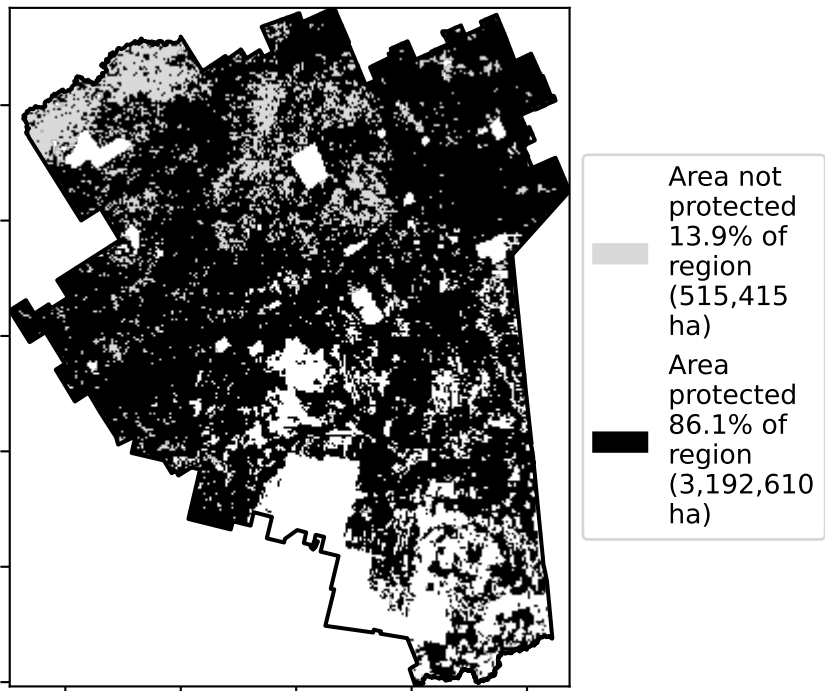 Area not
protected
13.9% of
region
(515,415
ha)
Area
protected
86.1% of
region
(3,192,610
ha)